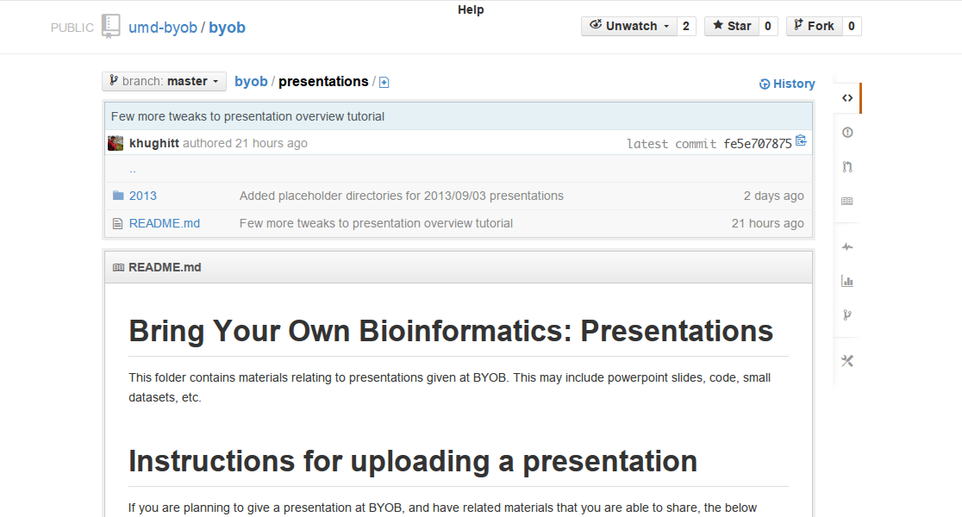 Help
PUBLIC umd-byob / byob Unwatch 2 Star 0 Fork 0
branch: master byob / presentations / History
Few more tweaks to presentation overview tutorial
khughitt authored 21 hours ago latest commit fe5e707875
..
2013 Added placeholder directories for 2013/09/03 presentations 2 days ago
README.md Few more tweaks to presentation overview tutorial 21 hours ago
README.md
Bring Your Own Bioinformatics: Presentations
This folder contains materials relating to presentations given at BYOB. This may include powerpoint slides, code, small
datasets, etc.
Instructions for uploading a presentation
If you are planning to give a presentation at BYOB, and have related materials that you are able to share, the below